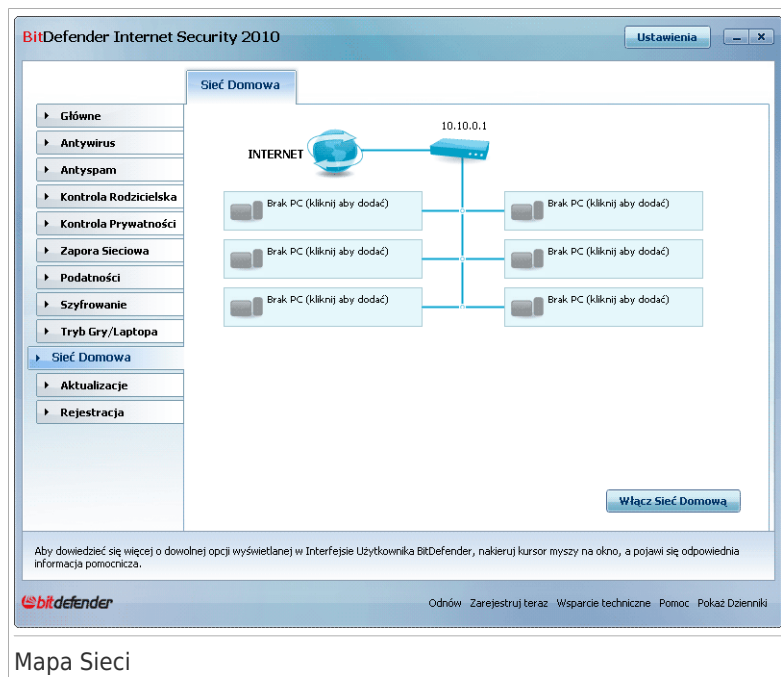 BitDefender Internet Security 2010
Ustawienia
Sieć Domowa
Główne
Antywirus
Antyspam
Kontrola Rodzicielska
Kontrola Prywatności
Zapora Sieciowa
Podatności
Szyfrowanie
Tryb Gry/Laptopa
Sieć Domowa
Aktualizacje
Rejestracja
10.10.0.1
INTERNET
Brak PC (kliknij aby dodać)
Brak PC (kliknij aby dodać)
Brak PC (kliknij aby dodać)
Brak PC (kliknij aby dodać)
Brak PC (kliknij aby dodać)
Brak PC (kliknij aby dodać)
Włącz Sieć Domową
Aby dowiedzieć się więcej o dowolnej opcji wyświetlanej w Interfejsie Użytkownika BitDefender, nakieruj kursor myszy na okno, a pojawi się odpowiednia
informacja pomocnicza.
bitdefender
Odnów Zarejestruj teraz Wsparcie techniczne Pomoc Pokaż Dzienniki
Mapa Sieci